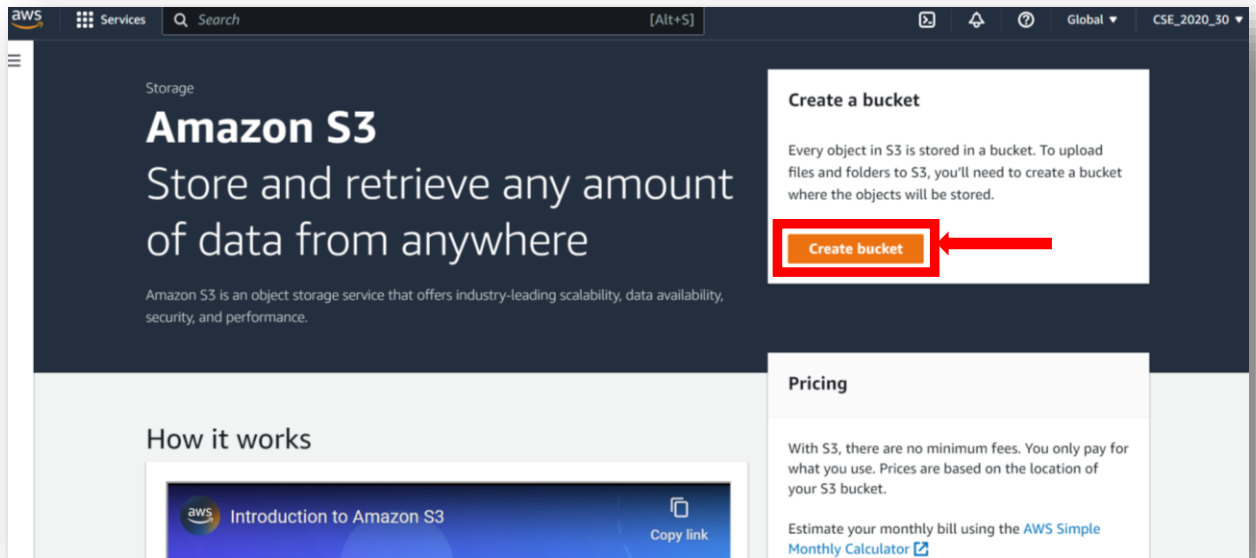 aws Services Search [Alt+S] Global CSE_2020_30
Storage
Amazon S3
Store and retrieve any amount
of data from anywhere
Amazon S3 is an object storage service that offers industry-leading scalability, data availability,
security, and performance.
Create a bucket
Every object in S3 is stored in a bucket. To upload
files and folders to S3, you'll need to create a bucket
where the objects will be stored.
Create bucket
How it works
aws Introduction to Amazon S3
Copy link
Pricing
With S3, there are no minimum fees. You only pay for
what you use. Prices are based on the location of
your S3 bucket.
Estimate your monthly bill using the AWS Simple
Monthly Calculator